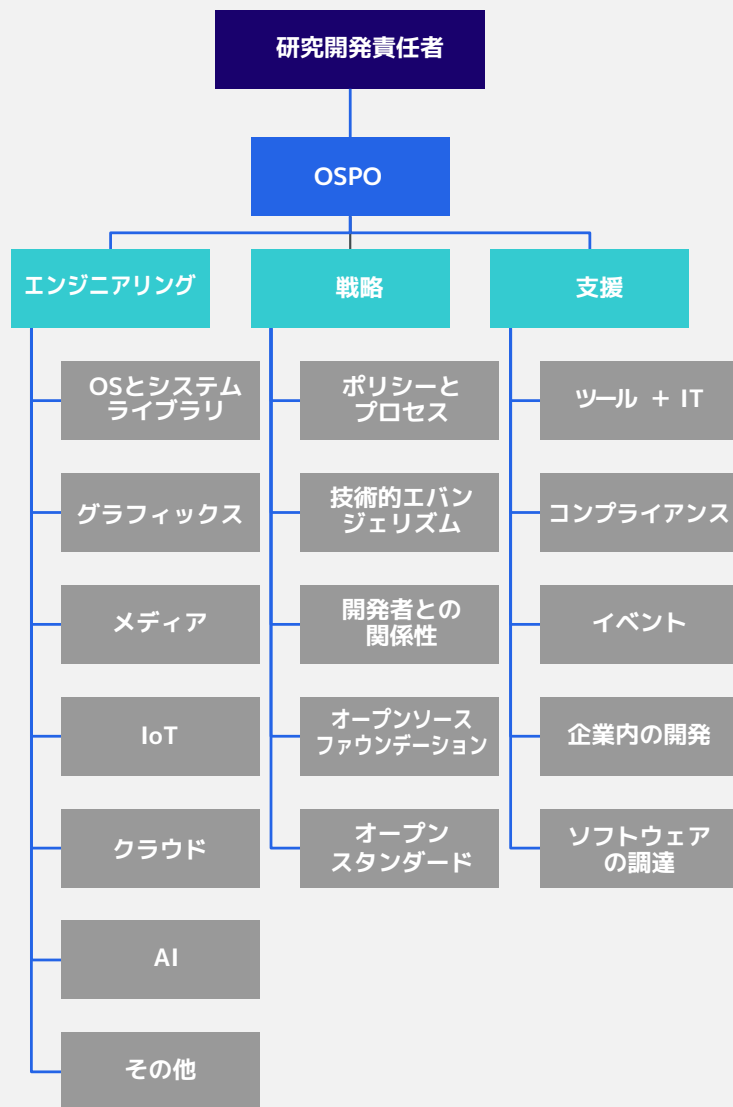 研究開発責任者
OSPO
エンジニアリング
戦略
支援
OSとシステム
ライブラリ
グラフィックス
メディア
IoT
クラウド
AI
その他
ポリシーと
プロセス
技術的エバン
ジェリズム
開発者との
関係性
オープンソース
ファウンデーション
オープン
スタンダード
ツール + IT
コンプライアンス
イベント
企業内の開発
ソフトウェア
の調達